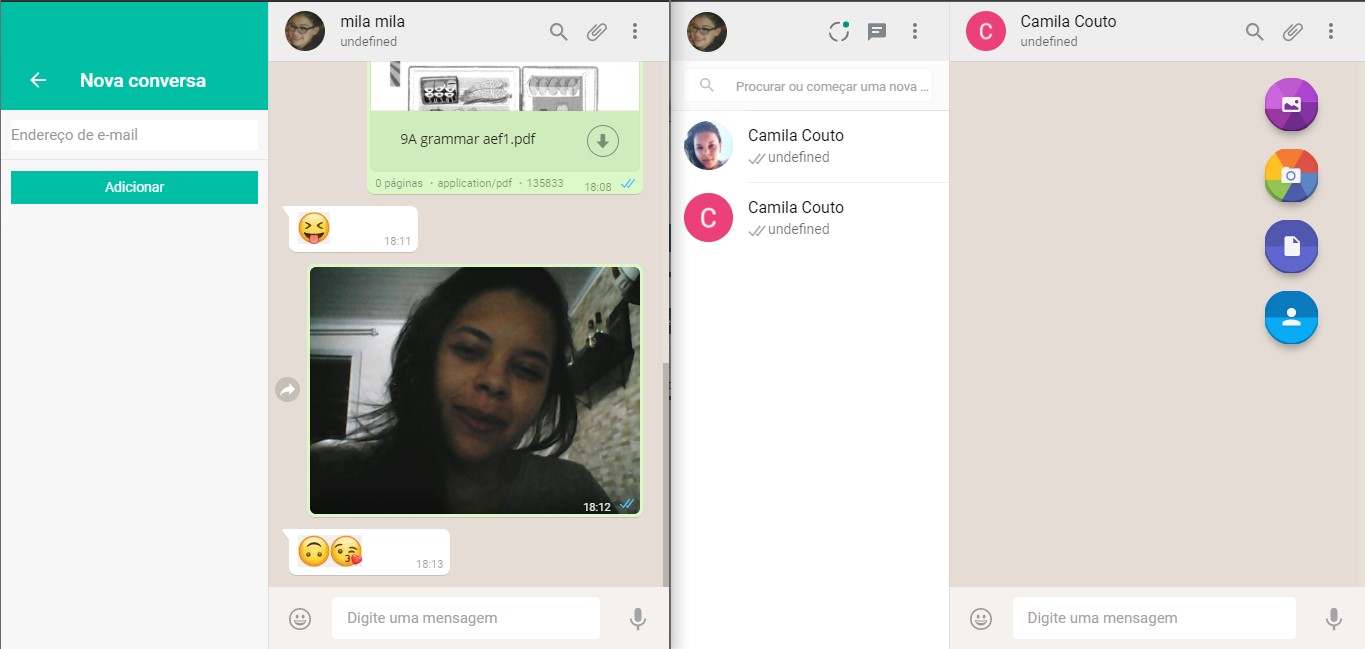 Nova conversa
Endereço de e-mail
Adicionar
mila mila
undefined
9A grammar aef1.pdf
0 páginas • application/pdf • 135833
18:08
18:11
18:12
18:13
Digite uma mensagem
Procurar ou começar uma nova ...
Camila Couto
undefined
C
Camila Couto
undefined
C
Camila Couto
undefined
Digite uma mensagem